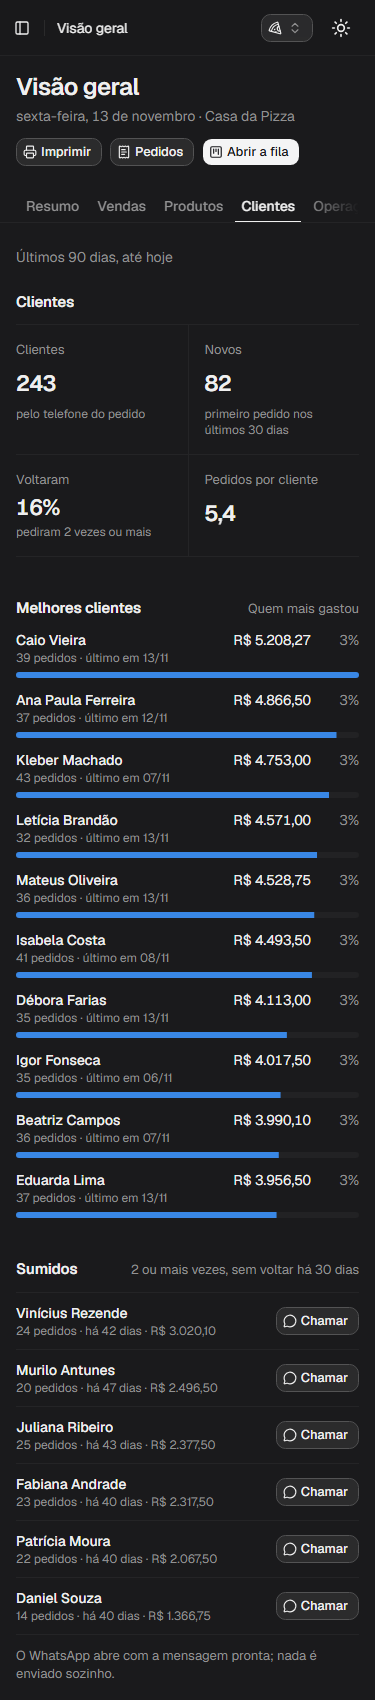 Visão geral
Visão geral
sexta-feira, 13 de novembro · Casa da Pizza
Imprimir
Pedidos
Abrir a fila
Resumo
Vendas
Produtos
Clientes
Opera
Últimos 90 dias, até hoje
Clientes
Clientes
243
pelo telefone do pedido
Novos
82
primeiro pedido nos
últimos 30 dias
Voltaram
16%
pediram 2 vezes ou mais
Pedidos por cliente
5,4
Melhores clientes
Quem mais gastou
Caio Vieira R$ 5.208,27 3%
39 pedidos · último em 13/11
Ana Paula Ferreira R$ 4.866,50 3%
37 pedidos · último em 12/11
Kleber Machado R$ 4.753,00 3%
43 pedidos · último em 07/11
Letícia Brandão R$ 4.571,00 3%
32 pedidos · último em 13/11
Mateus Oliveira R$ 4.528,75 3%
36 pedidos · último em 13/11
Isabela Costa R$ 4.493,50 3%
41 pedidos · último em 08/11
Débora Farias R$ 4.113,00 3%
35 pedidos · último em 13/11
Igor Fonseca R$ 4.017,50 3%
35 pedidos · último em 06/11
Beatriz Campos R$ 3.990,10 3%
36 pedidos · último em 07/11
Eduarda Lima R$ 3.956,50 3%
37 pedidos · último em 13/11
Sumidos
2 ou mais vezes, sem voltar há 30 dias
Vinícius Rezende
24 pedidos · há 42 dias · R$ 3.020,10
Chamar
Murilo Antunes
20 pedidos · há 47 dias · R$ 2.496,50
Chamar
Juliana Ribeiro
25 pedidos · há 43 dias · R$ 2.377,50
Chamar
Fabiana Andrade
23 pedidos · há 40 dias · R$ 2.317,50
Chamar
Patrícia Moura
22 pedidos · há 40 dias · R$ 2.067,50
Chamar
Daniel Souza
14 pedidos · há 40 dias · R$ 1.366,75
Chamar
O WhatsApp abre com a mensagem pronta; nada é
enviado sozinho.